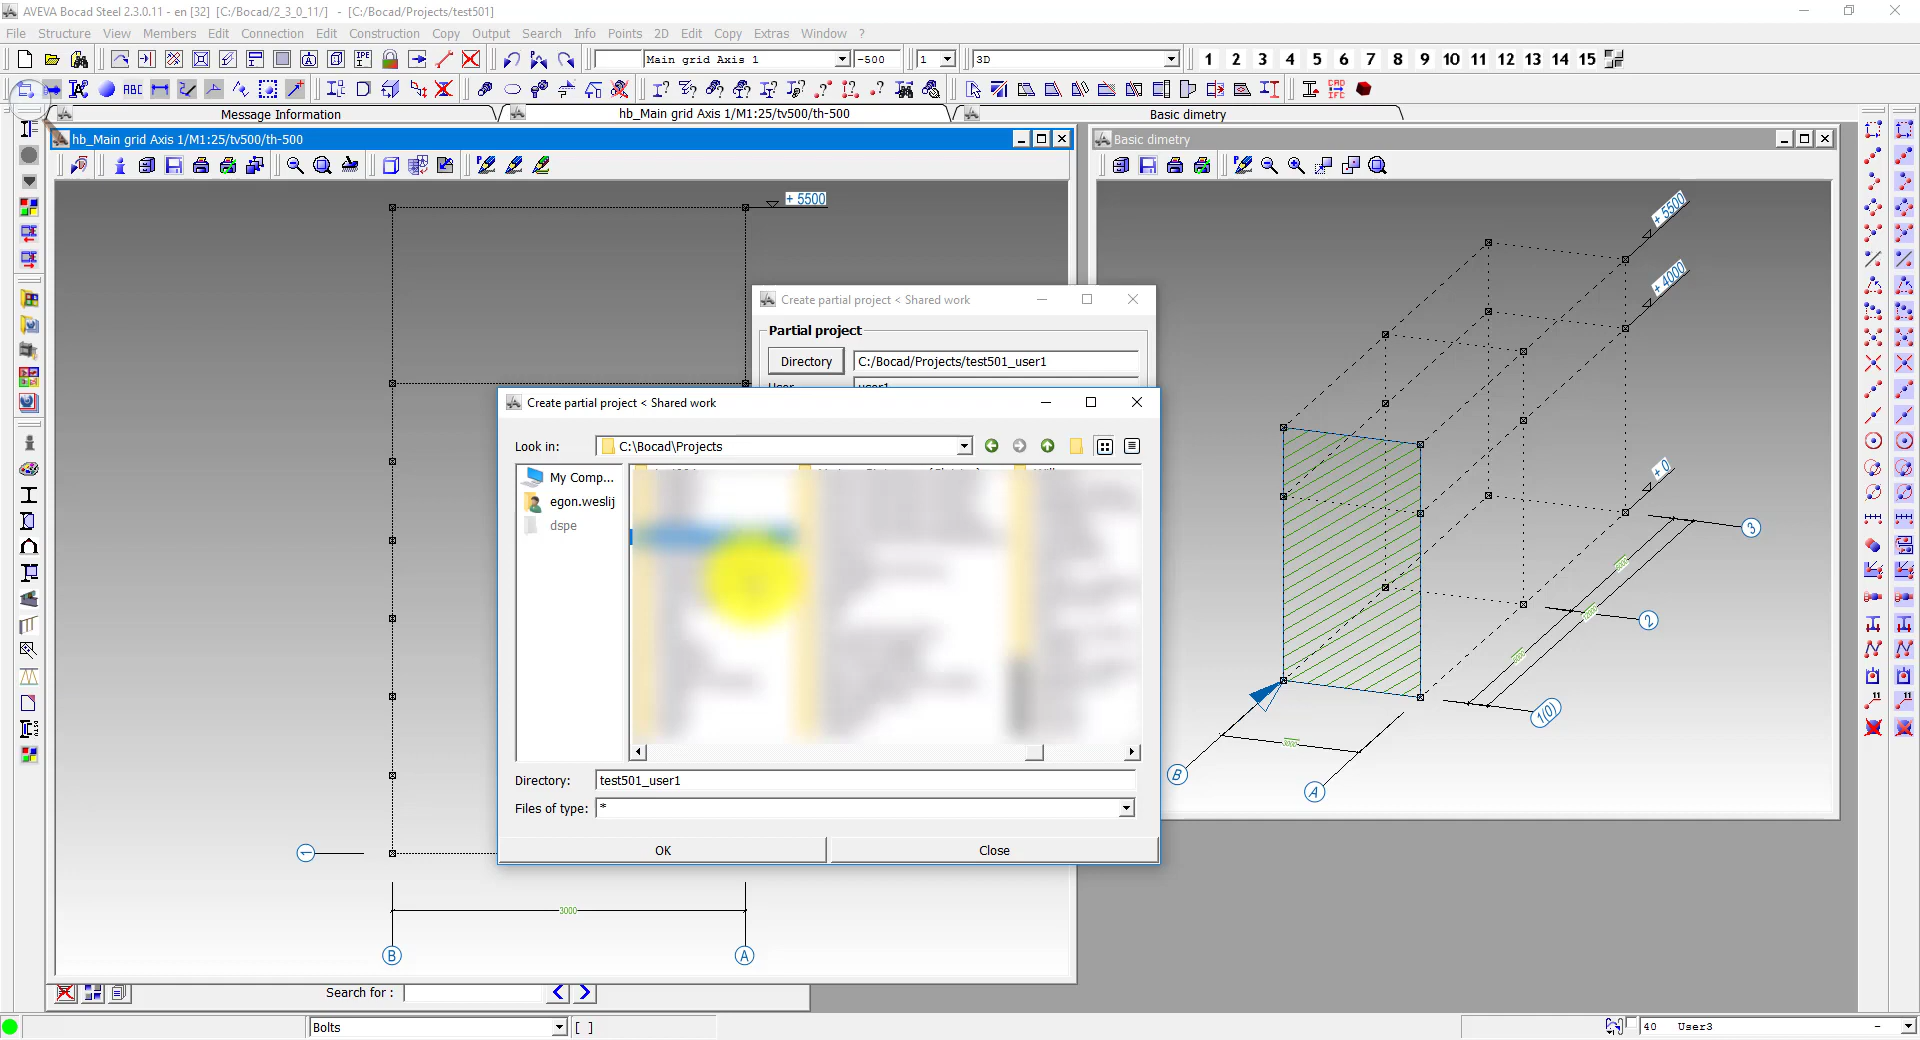 AVEVA Bocad Steel 2.3.0.11 - en [32] [C:/Bocad/2_3_0_11/] - [C:/Bocad/Projects/test501]
File Structure View Members Edit Connection Edit Construction Copy Output Search Info Points 2D Edit Copy Extras Window ?
Main grid Axis 1 -500 1 3D 1 2 3 4 5 6 7 8 9 10 11 12 13 14 15
ABC
Message Information hb_Main grid Axis 1/M1:25/tv500/th-500 Basic dimetry
hb_Main grid Axis 1/M1:25/tv500/th-500
Basic dimetry
+ 5500
+ 5500
+ 4000
+ 0
Create partial project < Shared work
Partial project
Directory C:/Bocad/Projects/test501_user1
Create partial project < Shared work
Look in: C:\Bocad\Projects
My Comp...
egon.weslij
dspe
Directory: test501_user1
Files of type: *
OK Close
3
2
1(0)
3000
B
A
1
3000
B A
Search for :
Bolts [ ]
40 User3 -